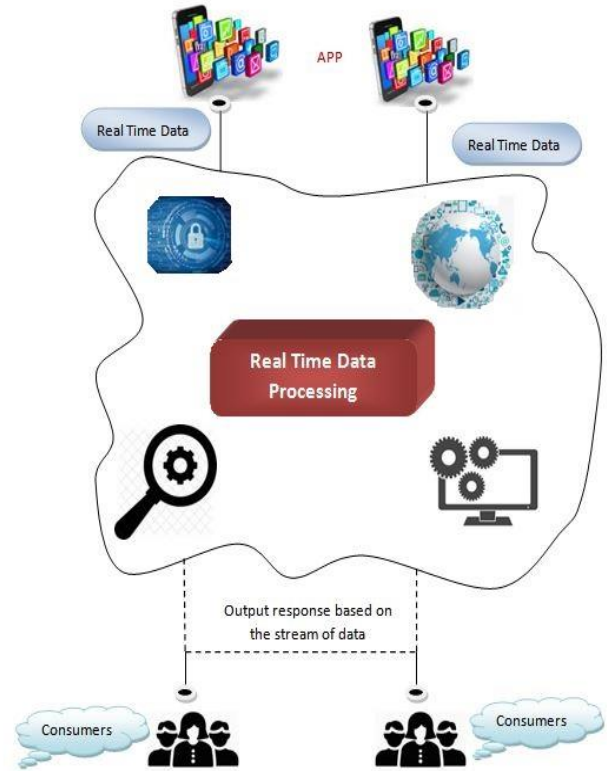 APP
Real Time Data
Real Time Data
Real Time Data
Processing
Output response based on
the stream of data
Consumers
Consumers